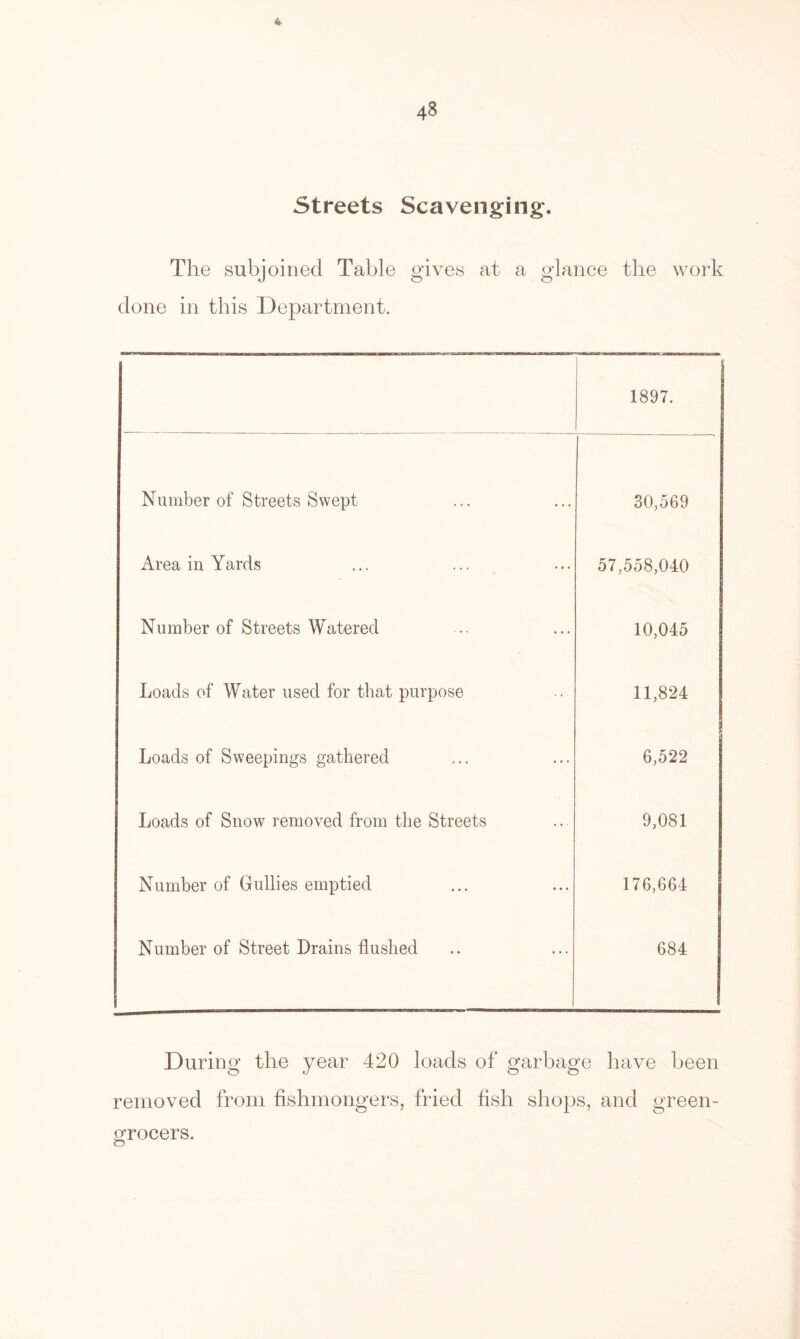 48
Streets Scavenging.
The subjoined Table gives at a glance the work
done in this Department.
1897.
Number of Streets Swept ... ... 30,569
Area in Yards ... ... ... 57,558,040
Number of Streets Watered .. ... 10,045
Loads of Water used for that purpose .. 11,824
Loads of Sweepings gathered ... ... 6,522
Loads of Snow removed from the Streets .. 9,081
Number of Gullies emptied ... ... 176,664
Number of Street Drains flushed .. ... 684
During the year 420 loads of garbage have been
removed from fishmongers, fried fish shops, and green-
grocers.